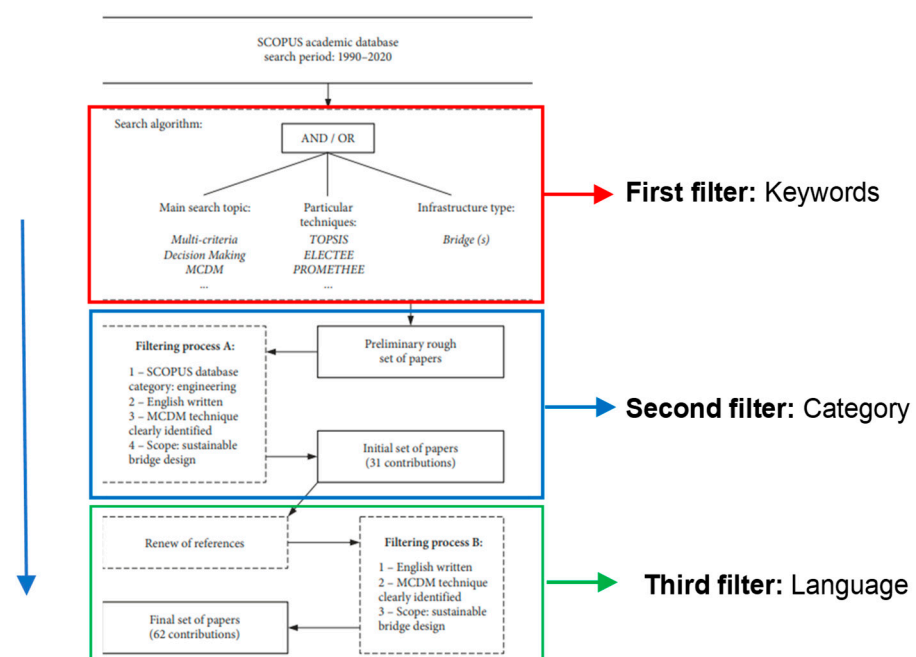 SCOPUS academic database
search period: 1990–2020
Search algorithm:
AND / OR
Main search topic:
Multi-criteria
Decision Making
MCDM
...
Particular
techniques:
TOPSIS
ELECTEE
PROMETHEE
...
Infrastructure type:
Bridge (s)
First filter: Keywords
Preliminary rough
set of papers
Filtering process A:
1 – SCOPUS database
category: engineering
2 – English written
3 – MCDM technique
clearly identified
4 – Scope: sustainable
bridge design
Initial set of papers
(31 contributions)
Second filter: Category
Renew of references
Filtering process B:
1 – English written
2 – MCDM technique
clearly identified
3 – Scope: sustainable
bridge design
Final set of papers
(62 contributions)
Third filter: Language